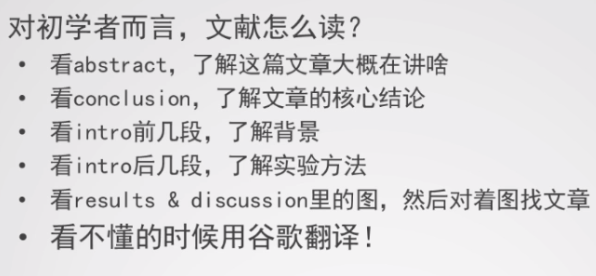 对初学者而言，文献怎么读？
• 看abstract，了解这篇文章大概在讲啥
• 看conclusion，了解文章的核心结论
• 看intro前几段，了解背景
• 看intro后几段，了解实验方法
• 看results & discussion里的图，然后对着图找文章
• 看不懂的时候用谷歌翻译！